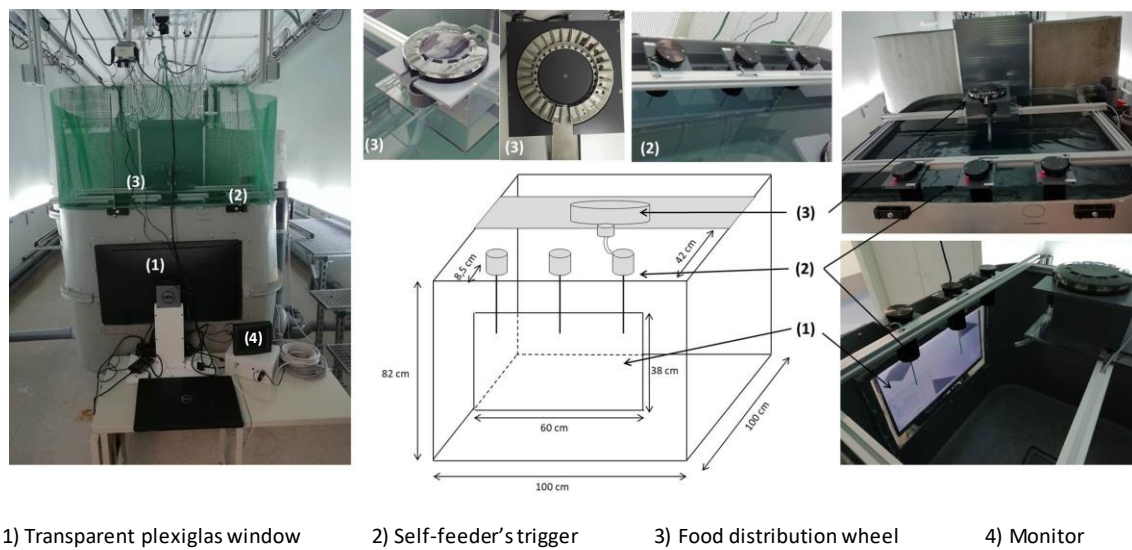 (3)
(3)
(2)
(3)
(2)
(1)
(4)
(3)
(2)
(1)
8,5 cm
42 cm
82 cm
38 cm
60 cm
100 cm
100 cm
1) Transparent plexiglas window 2) Self-feeder's trigger 3) Food distribution wheel 4) Monitor